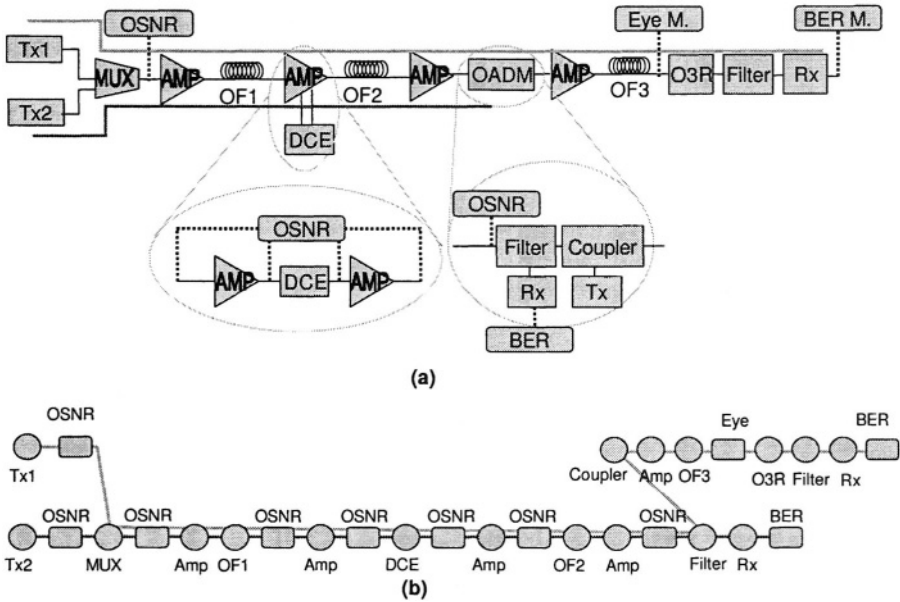 OSNR Eye M. BER M.
Tx1
MUX AMP AMP AMP OADM AMP O3R Filter Rx
OF1 OF2 OF3
Tx2
DCE
OSNR
AMP DCE AMP
OSNR
Filter Coupler
Rx Tx
BER
(a)
OSNR Eye BER
Tx1 Coupler Amp OF3 O3R Filter Rx
OSNR OSNR OSNR OSNR OSNR OSNR OSNR BER
Tx2 MUX Amp OF1 Amp DCE Amp OF2 Amp Filter Rx
(b)